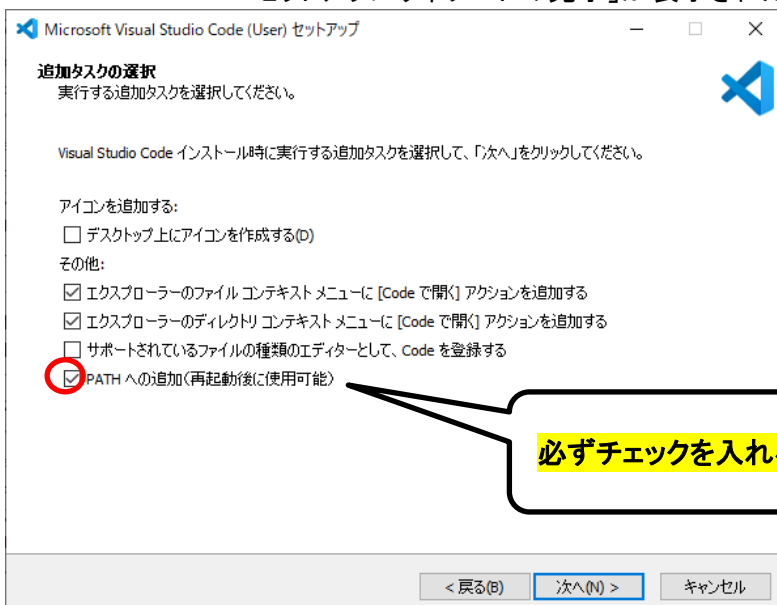 Microsoft Visual Studio Code (User) セットアップ
追加タスクの選択
実行する追加タスクを選択してください。
Visual Studio Code インストール時に実行する追加タスクを選択して、「次へ」をクリックしてください。
アイコンを追加する:
デスクトップ上にアイコンを作成する(D)
その他:
エクスプローラーのファイル コンテキスト メニューに [Code で開く] アクションを追加する
エクスプローラーのディレクトリ コンテキスト メニューに [Code で開く] アクションを追加する
サポートされているファイルの種類のエディターとして、Code を登録する
PATH への追加（再起動後に使用可能）
必ずチェックを入れ
< 戻る(B)
次へ(N) >
キャンセル